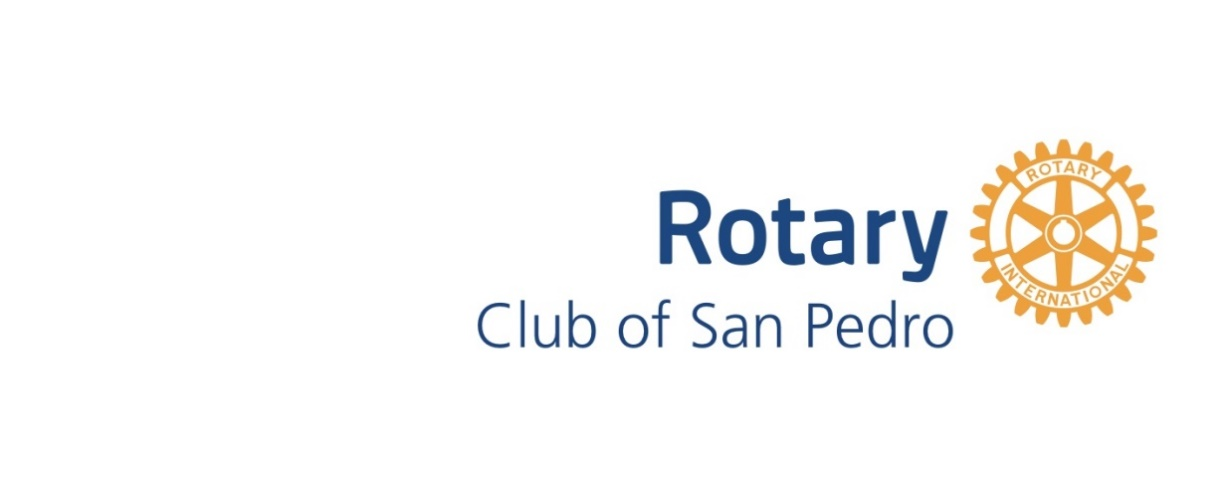 Rotary
Club of San Pedro
ROTARY
INTERNATIONAL